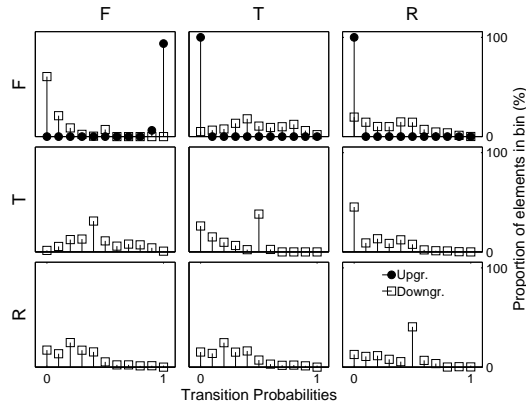 F T R
F
100
0
T
100
0
R
Upgr.
Downgr.
100
0
0 1 0 1 0 1
Transition Probabilities
Proportion of elements in bin (%)